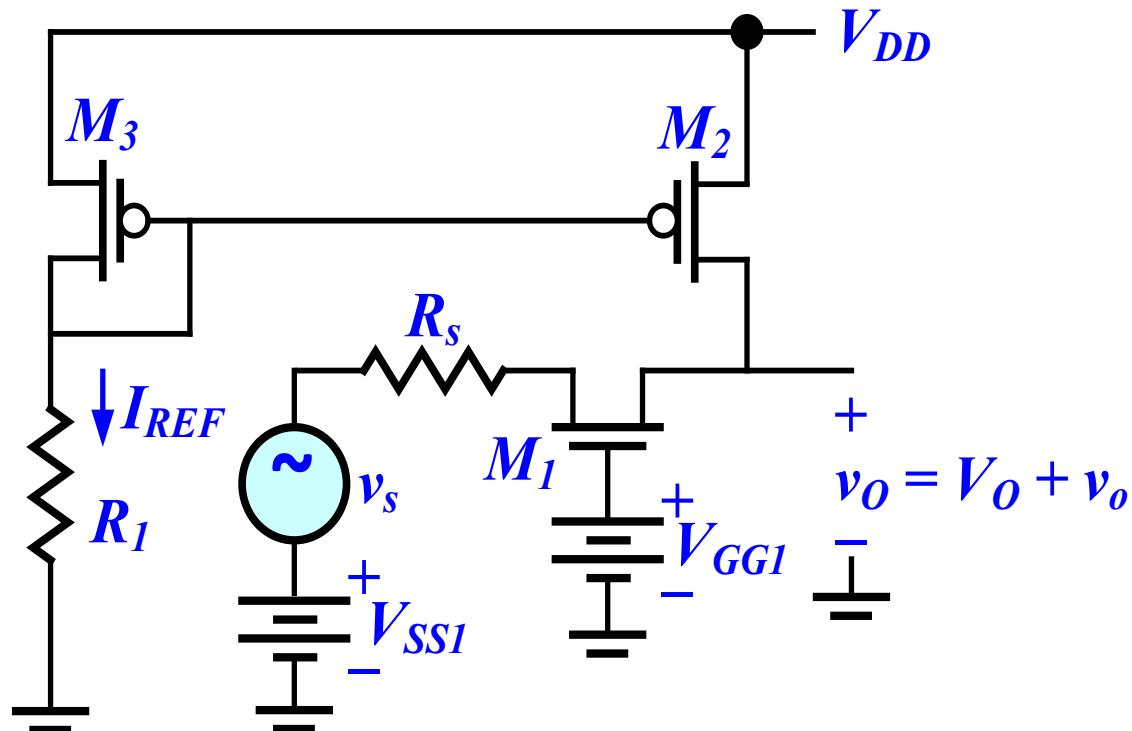 V_DD
M_3
M_2
R_s
I_REF
R_1
~
v_s
+
V_SS1
−
M_1
+
V_GG1
−
+
v_O = V_O + v_o
−